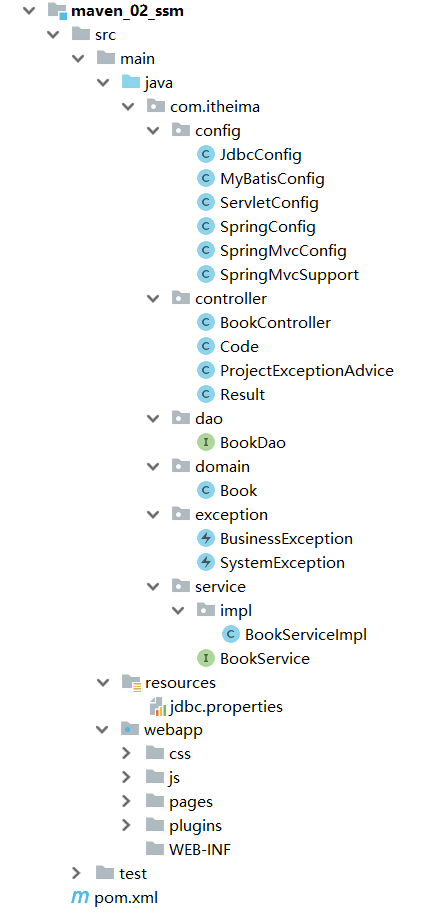 maven_02_ssm
src
main
java
com.itheima
config
JdbcConfig
MyBatisConfig
ServletConfig
SpringConfig
SpringMvcConfig
SpringMvcSupport
controller
BookController
Code
ProjectExceptionAdvice
Result
dao
BookDao
domain
Book
exception
BusinessException
SystemException
service
impl
BookServiceImpl
BookService
resources
jdbc.properties
webapp
css
js
pages
plugins
WEB-INF
test
pom.xml